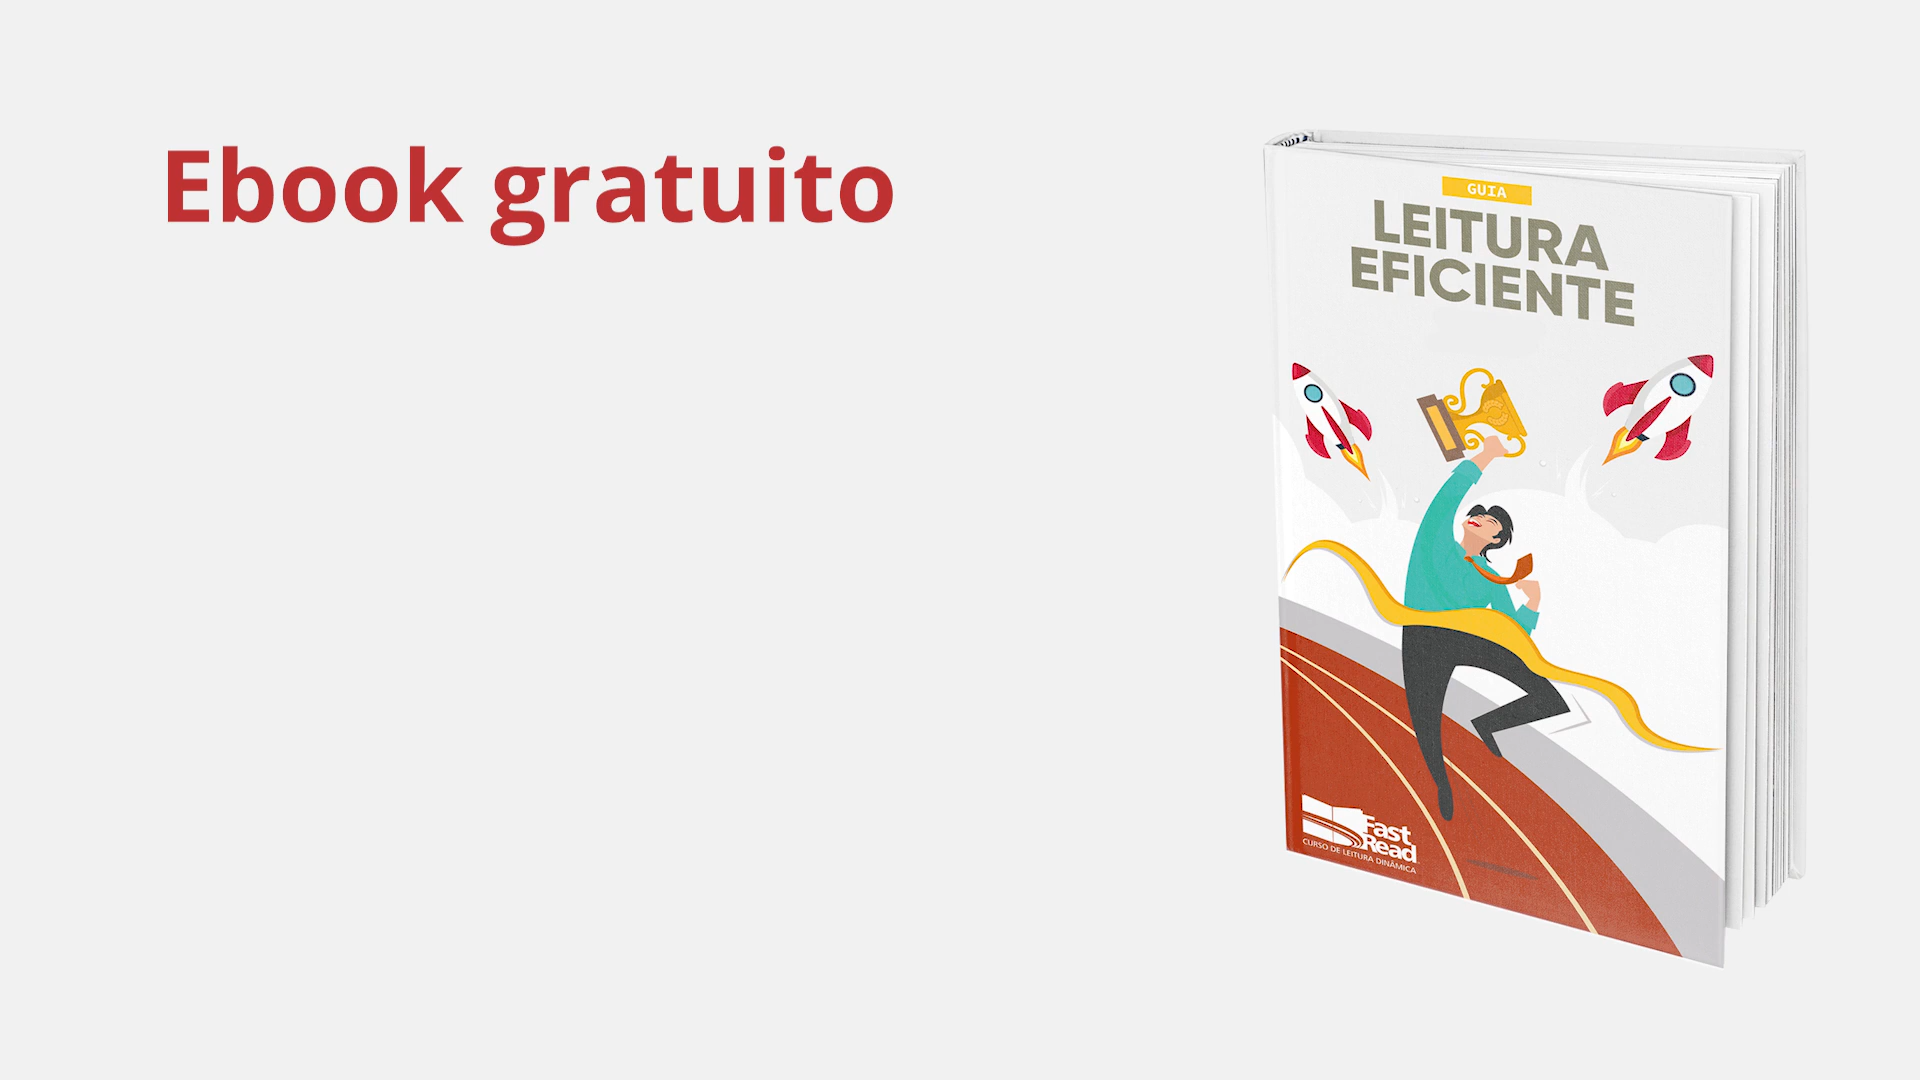 Ebook gratuito
GUIA
LEITURA
EFICIENTE
Fast
Read
CURSO DE LEITURA DINÂMICA